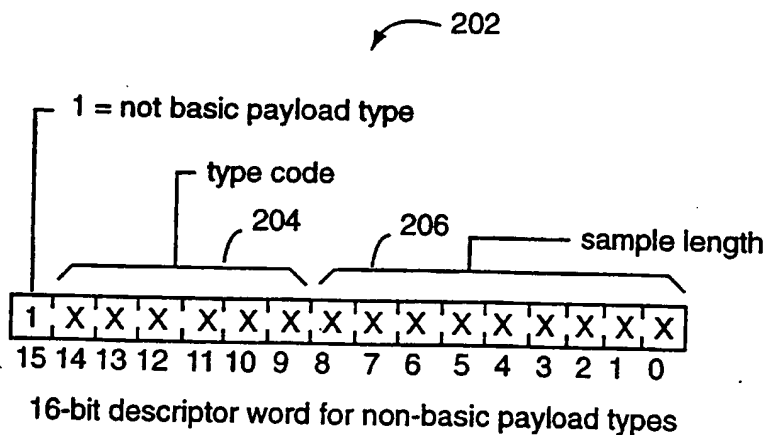 202
1 = not basic payload type
type code
204
206
sample length
1 X X X X X X X X X X X X X X X
15 14 13 12 11 10 9 8 7 6 5 4 3 2 1 0
16-bit descriptor word for non-basic payload types